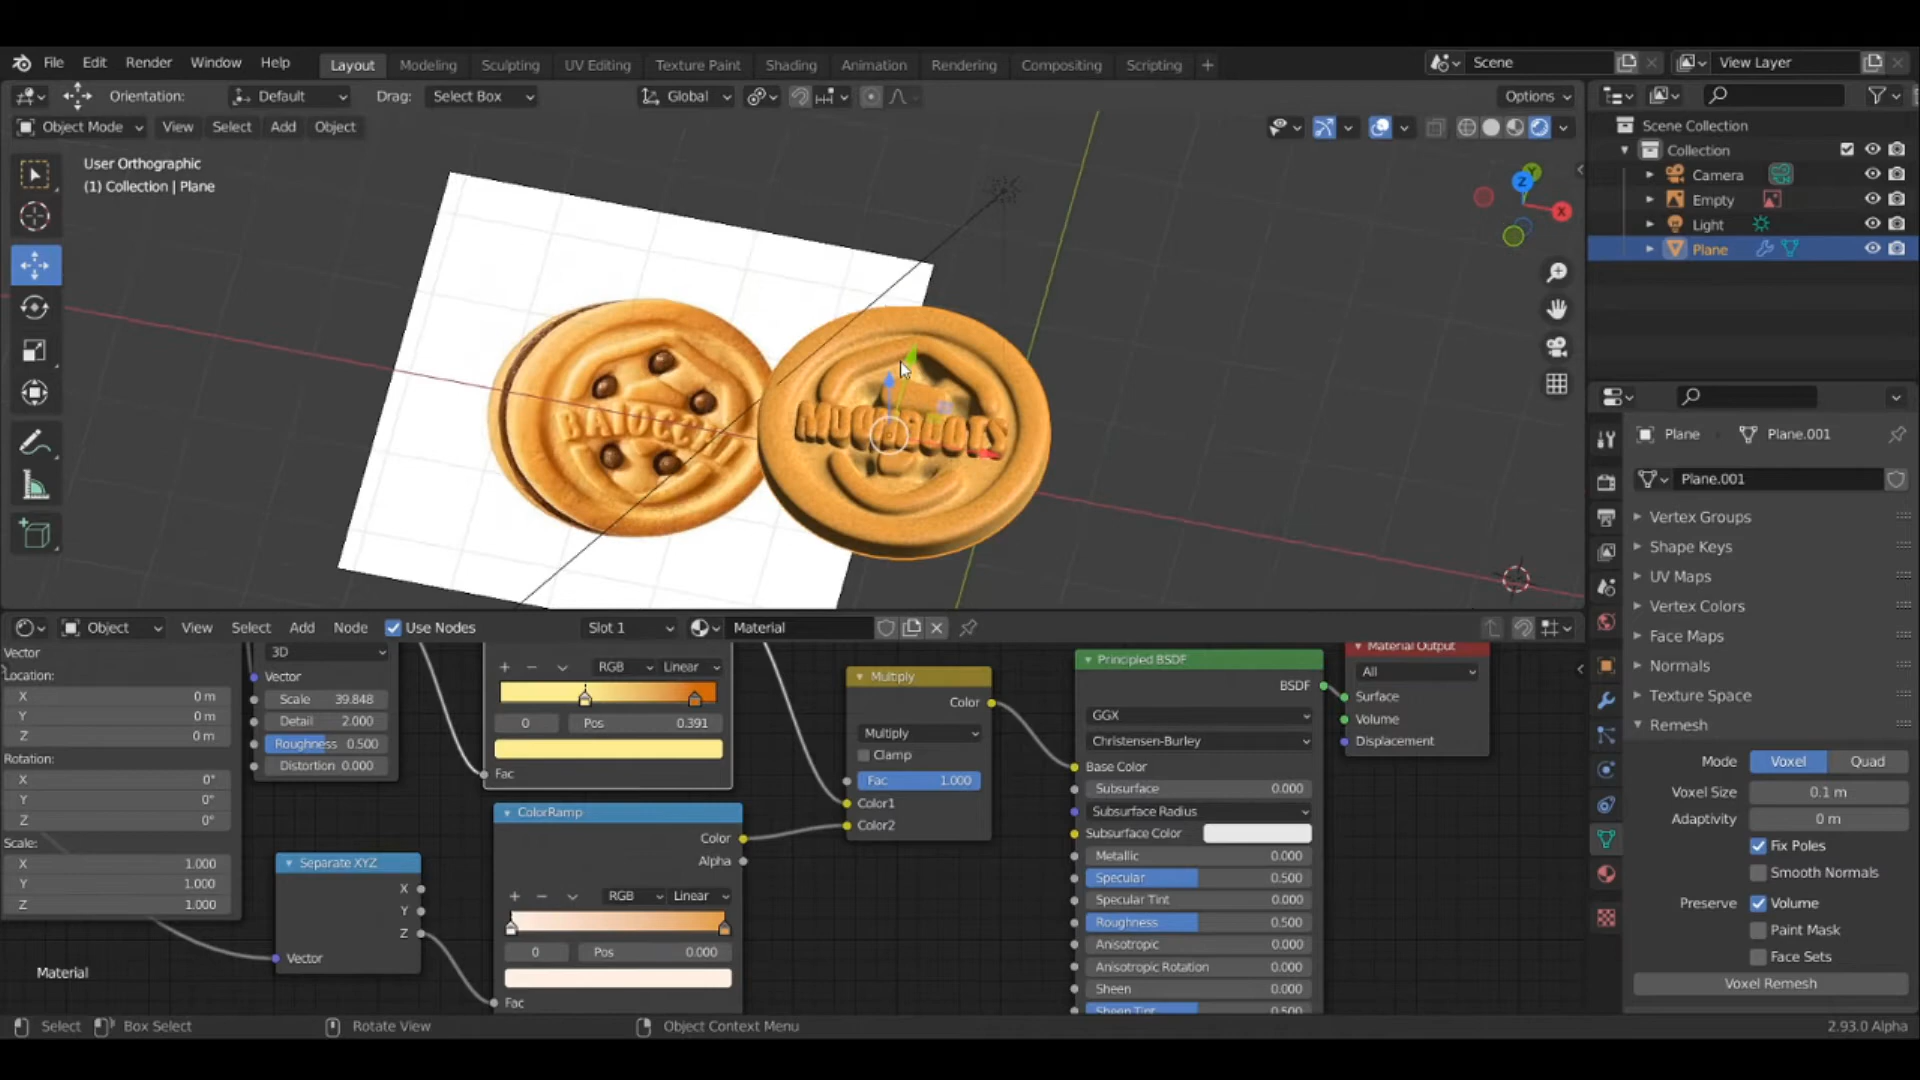 File Edit Render Window Help Layout Modeling Sculpting UV Editing Texture Paint Shading Animation Rendering Compositing Scripting + Scene View Layer
Orientation: Default Drag: Select Box Global Options
Object Mode View Select Add Object
User Orthographic
(1) Collection | Plane
Z
Y
X
BAIOCCHI
Scene Collection
Collection
Camera
Empty
Light
Plane
Plane Plane.001
Plane.001
Vertex Groups
Shape Keys
UV Maps
Vertex Colors
Face Maps
Normals
Texture Space
Remesh
Mode Voxel Quad
Voxel Size 0.1 m
Adaptivity 0 m
Fix Poles
Smooth Normals
Preserve Volume
Paint Mask
Face Sets
Voxel Remesh
Object View Select Add Node Use Nodes Slot 1 Material
Vector
Location:
X 0 m
Y 0 m
Z 0 m
Rotation:
X 0°
Y 0°
Z 0°
Scale:
X 1.000
Y 1.000
Z 1.000
3D
Vector
Scale 39.848
Detail 2.000
Roughness 0.500
Distortion 0.000
Separate XYZ
X
Y
Z
Vector
RGB Linear
0 Pos 0.391
Fac
ColorRamp
Color
Alpha
RGB Linear
0 Pos 0.000
Fac
Multiply
Color
Multiply
Clamp
Fac 1.000
Color1
Color2
Principled BSDF
BSDF
GGX
Christensen-Burley
Base Color
Subsurface 0.000
Subsurface Radius
Subsurface Color
Metallic 0.000
Specular 0.500
Specular Tint 0.000
Roughness 0.500
Anisotropic 0.000
Anisotropic Rotation 0.000
Sheen 0.000
Sheen Tint 0.500
Material Output
All
Surface
Volume
Displacement
Material
Select Box Select Rotate View Object Context Menu 2.93.0 Alpha